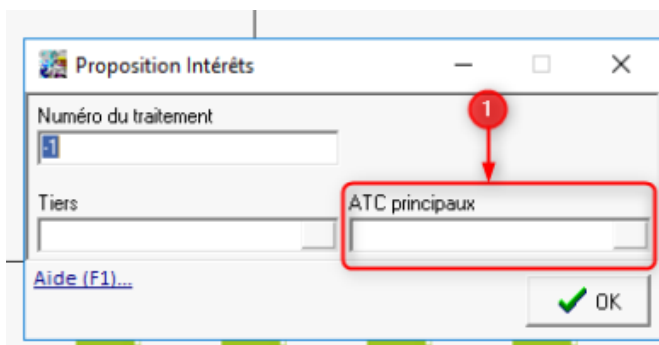 Proposition Intérêts
1
Numéro du traitement
-1
Tiers
ATC principaux
Aide (F1)...
OK